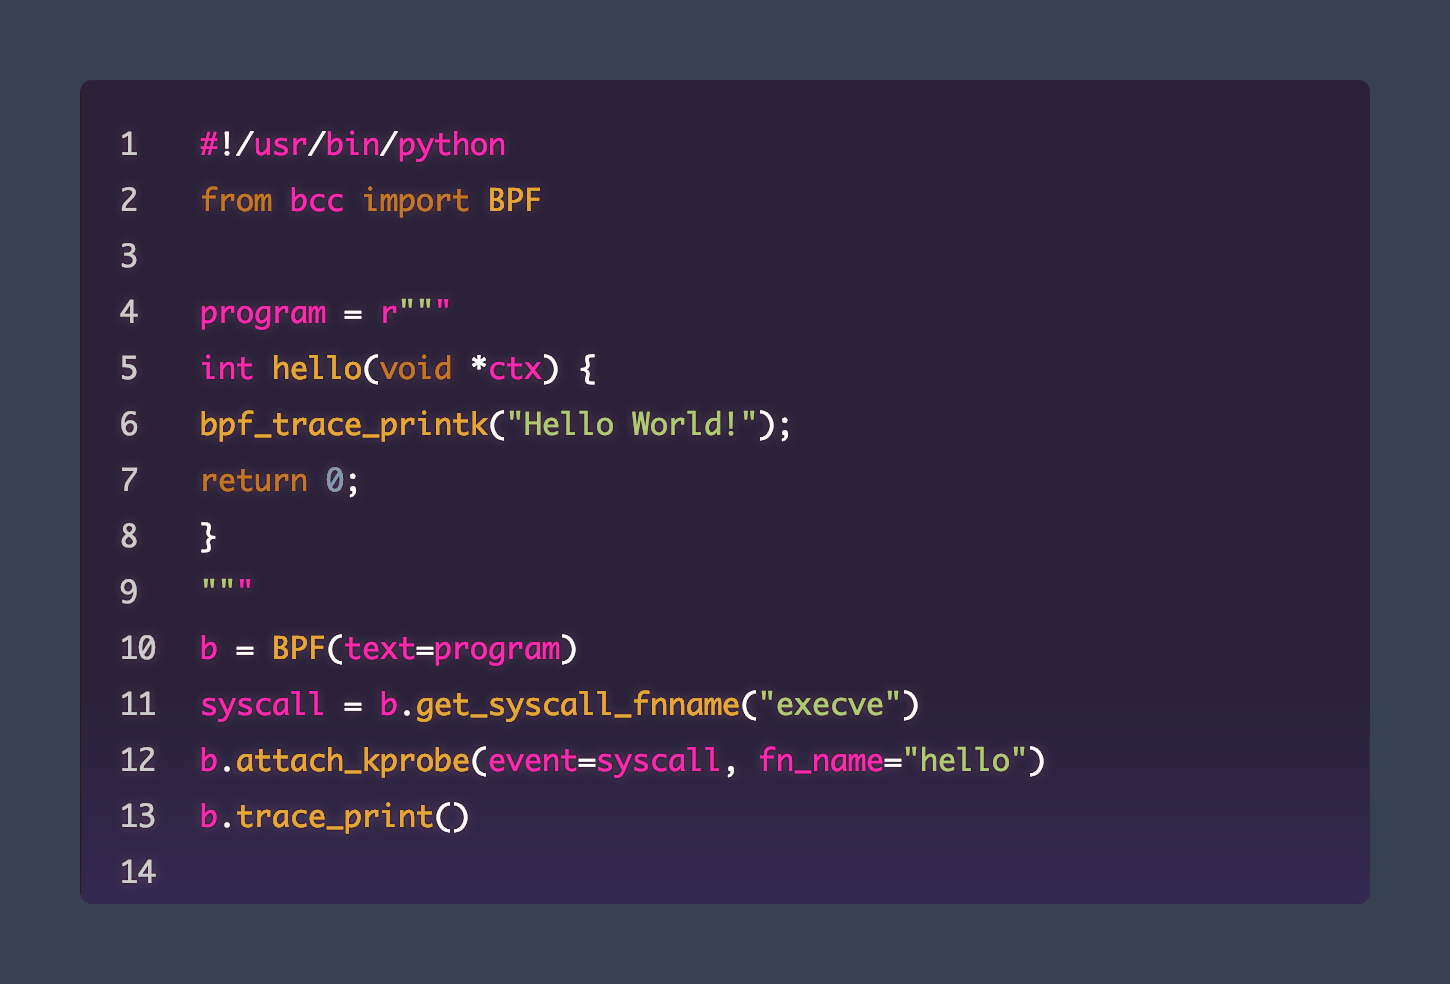 1 #!/usr/bin/python
2 from bcc import BPF
3
4 program = r"""
5 int hello(void *ctx) {
6 bpf_trace_printk("Hello World!");
7 return 0;
8 }
9 """
10 b = BPF(text=program)
11 syscall = b.get_syscall_fnname("execve")
12 b.attach_kprobe(event=syscall, fn_name="hello")
13 b.trace_print()
14